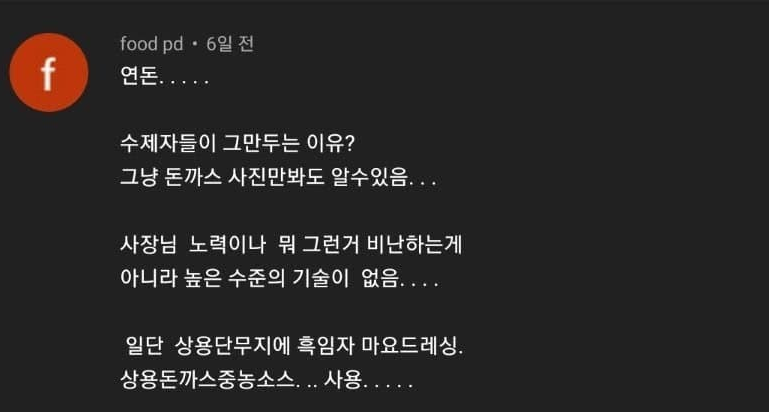 f
food pd • 6일 전
연돈. . . . .
수제자들이 그만두는 이유?
그냥 돈까스 사진만봐도 알수있음. . .
사장님 노력이나 뭐 그런거 비난하는게
아니라 높은 수준의 기술이 없음. . . .
일단 상용단무지에 흑임자 마요드레싱.
상용돈까스중농소스. .. 사용. . . . .